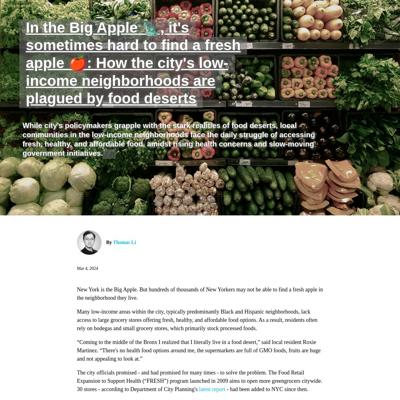 In the Big Apple 🗽, it's
sometimes hard to find a fresh
apple 🍎: How the city's low-
income neighborhoods are
plagued by food deserts
While city's policymakers grapple with the stark realities of food deserts, local
communities in the low-income neighborhoods face the daily struggle of accessing
fresh, healthy, and affordable food, amidst rising health concerns and slow-moving
government initiatives.
By Thomas Li
Mar 4, 2024
New York is the Big Apple. But hundreds of thousands of New Yorkers may not be able to find a fresh apple in
the neighborhood they live.
Many low-income areas within the city, typically predominantly Black and Hispanic neighborhoods, lack
access to large grocery stores offering fresh, healthy, and affordable options. As a result, residents often
rely on bodegas and small grocery stores, which primarily stock processed foods.
“Coming to the middle of the Bronx I realized that I literally live in a food desert,” said local resident Roxie
Martinez. “There's no health food options around me, the supermarkets are full of GMO foods, fruits are huge
and not appealing to look at.”
The city officials promised - and had promised for many times - to solve the problem. The Food Retail
Expansion to Support Health (“FRESH”) program launched in 2009 aims to open more greengrocers citywide.
30 stores - according to Department of City Planning's latest report - had been added to NYC since then.